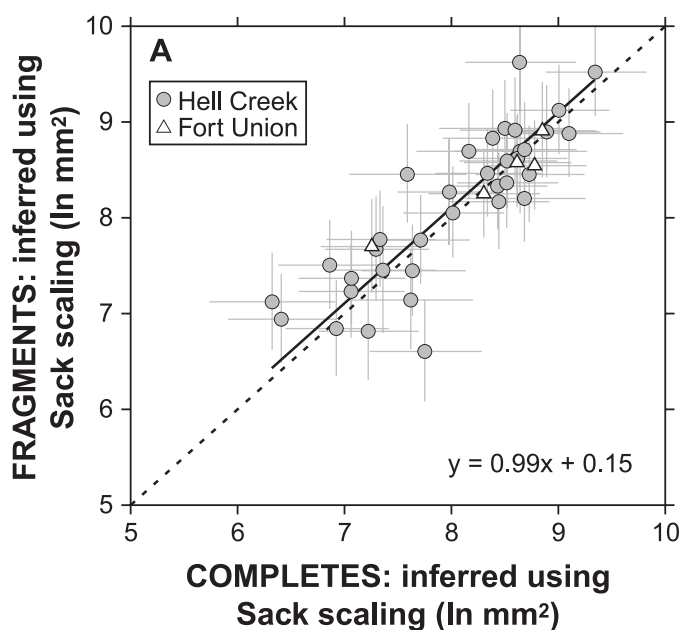 A
Hell Creek
Fort Union
FRAGMENTS: inferred using
Sack scaling (ln mm²)
10
9
8
7
6
5
y = 0.99x + 0.15
5 6 7 8 9 10
COMPLETES: inferred using
Sack scaling (ln mm²)